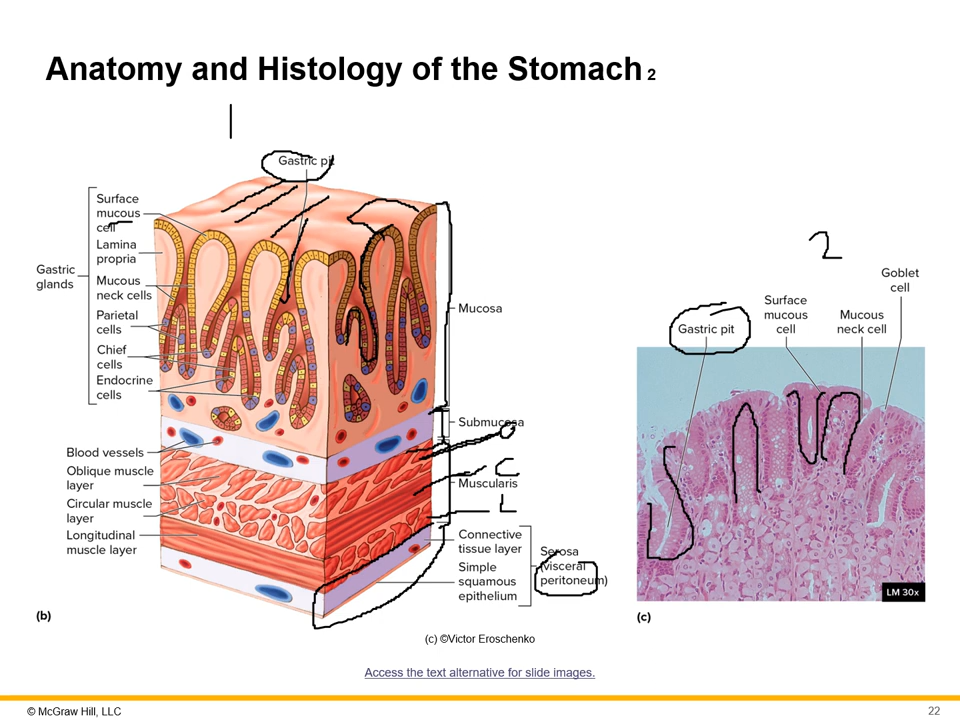 Anatomy and Histology of the Stomach 2
Gastric pit
Surface
mucous
cell
Lamina
propria
Mucous
neck cells
Parietal
cells
Chief
cells
Endocrine
cells
Gastric
glands
Blood vessels
Oblique muscle
layer
Circular muscle
layer
Longitudinal
muscle layer
Mucosa
Submucosa
O
Muscularis
C
L
Connective
tissue layer
Simple
squamous
epithelium
Serosa
(visceral
peritoneum)
(b)
2
Gastric pit
Surface
mucous
cell
Mucous
neck cell
Goblet
cell
LM 30x
(c)
(c) ©Victor Eroschenko
Access the text alternative for slide images.
© McGraw Hill, LLC
22